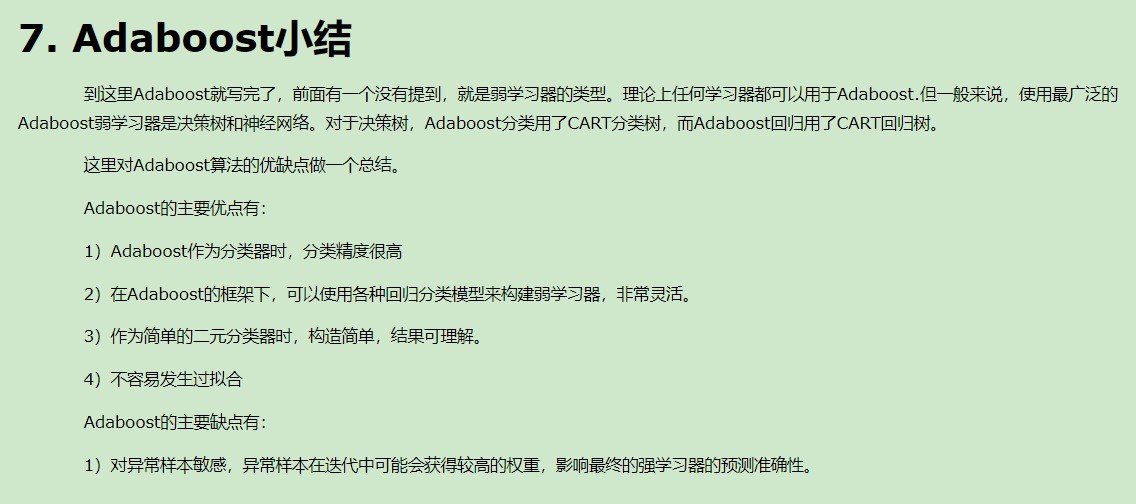 7. Adaboost小结
到这里Adaboost就写完了，前面有一个没有提到，就是弱学习器的类型。理论上任何学习器都可以用于Adaboost.但一般来说，使用最广泛的
Adaboost弱学习器是决策树和神经网络。对于决策树，Adaboost分类用了CART分类树，而Adaboost回归用了CART回归树。
这里对Adaboost算法的优缺点做一个总结。
Adaboost的主要优点有：
1）Adaboost作为分类器时，分类精度很高
2）在Adaboost的框架下，可以使用各种回归分类模型来构建弱学习器，非常灵活。
3）作为简单的二元分类器时，构造简单，结果可理解。
4）不容易发生过拟合
Adaboost的主要缺点有：
1）对异常样本敏感，异常样本在迭代中可能会获得较高的权重，影响最终的强学习器的预测准确性。